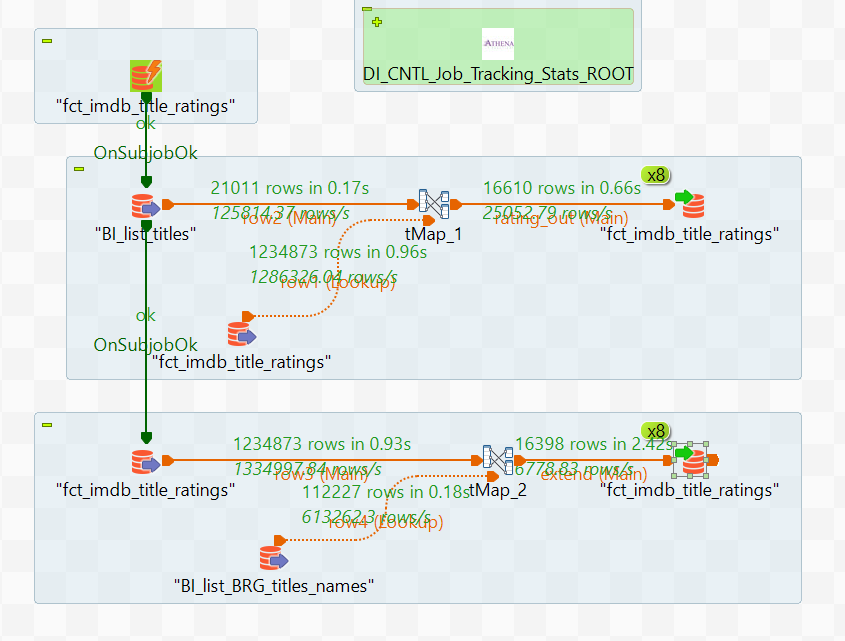 ATHENA
DI_CNTL_Job_Tracking_Stats_ROOT
"fct_imdb_title_ratings"
ok
OnSubjobOk
21011 rows in 0.17s
125814.37 rows/s
row2 (Main)
x8
16610 rows in 0.66s
25052.79 rows/s
rating_out (Main)
"BI_list_titles"
tMap_1
"fct_imdb_title_ratings"
1234873 rows in 0.96s
1286326.04 rows/s
row1 (Lookup)
ok
OnSubjobOk
"fct_imdb_title_ratings"
1234873 rows in 0.93s
1334997.84 rows/s
row3 (Main)
x8
16398 rows in 2.42s
6778.83 rows/s
extend (Main)
"fct_imdb_title_ratings"
tMap_2
"fct_imdb_title_ratings"
112227 rows in 0.18s
613262.3 rows/s
row4 (Lookup)
"BI_list_BRG_titles_names"